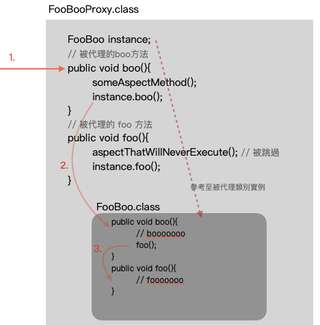 FooBooProxy.class
FooBoo instance;
// 被代理的boo方法
1.
public void boo(){
someAspectMethod();
instance.boo();
}
// 被代理的 foo 方法
public void foo(){
aspectThatWillNeverExecute(); // 被跳過
2.
instance.foo();
}
參考至被代理類別實例
FooBoo.class
public void boo(){
// booooooo
3.
foo();
}
public void foo(){
// fooooooo
}